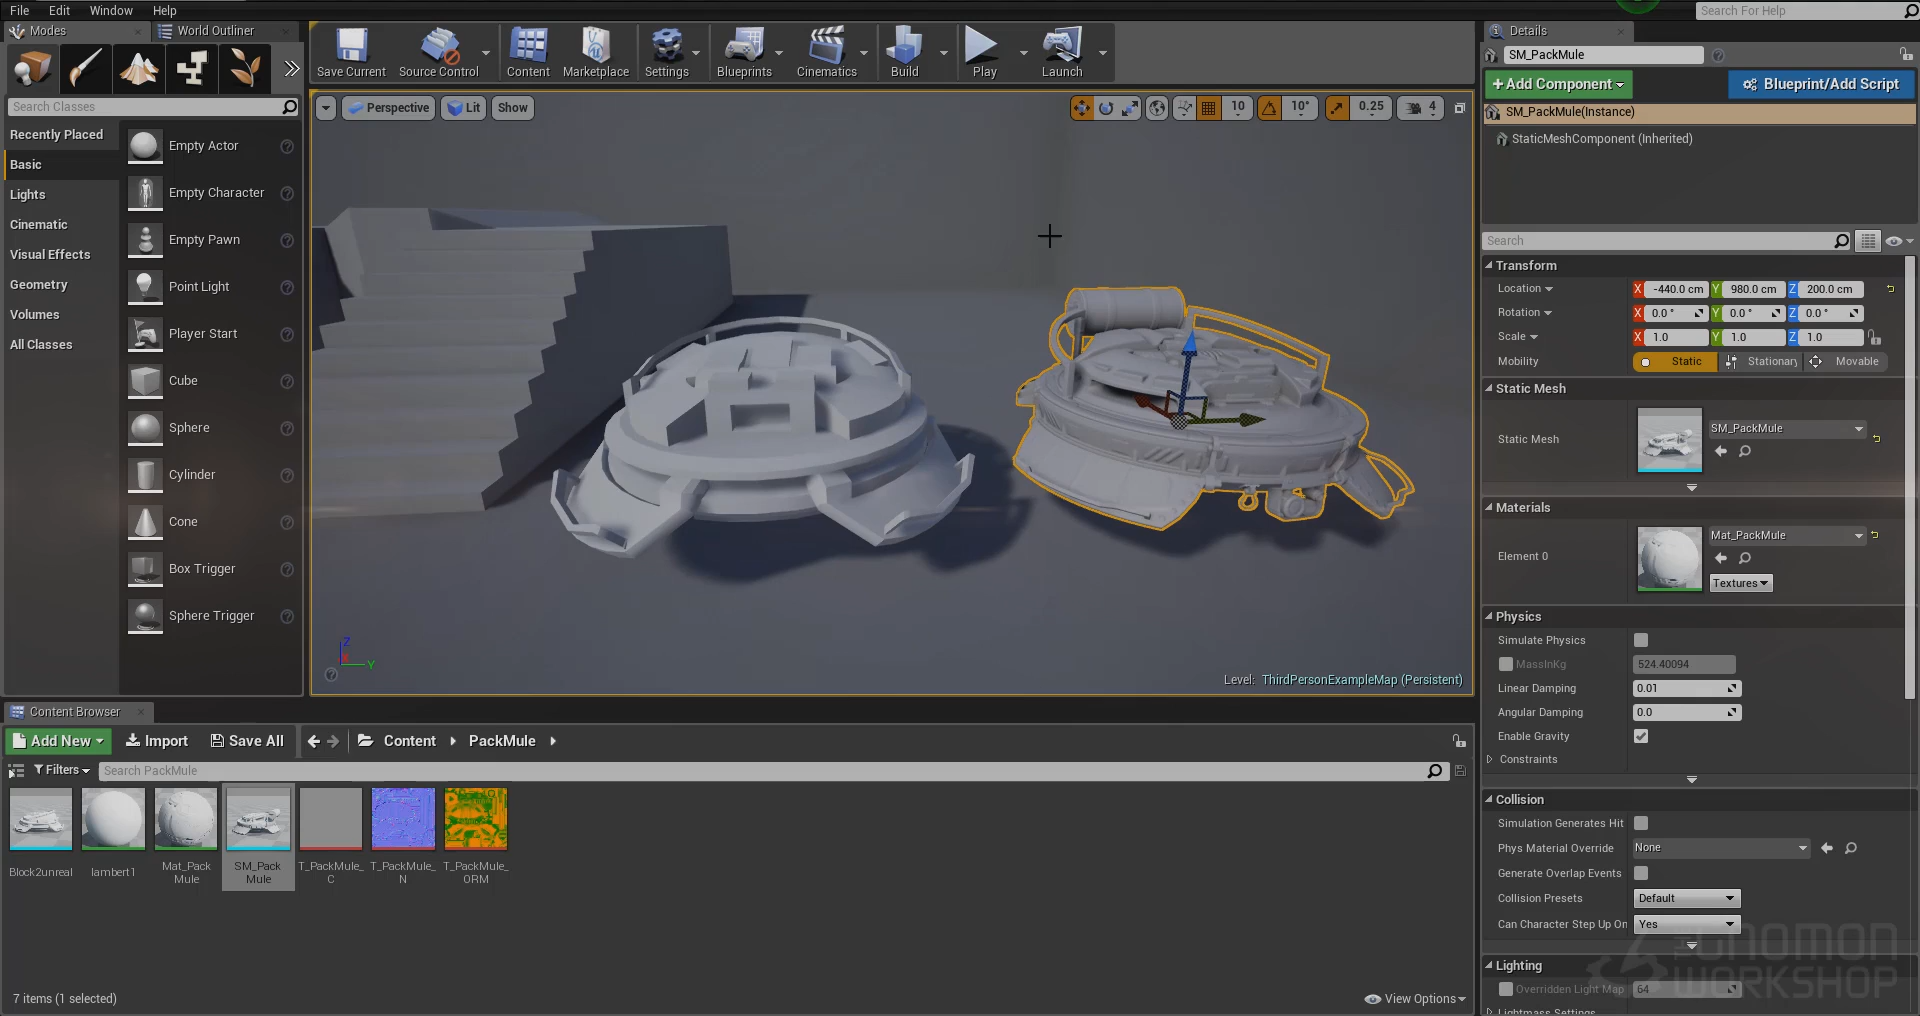 File Edit Window Help
Search For Help
Modes
World Outliner
Save Current Source Control Content Marketplace Settings Blueprints Cinematics Build Play Launch
Search Classes
Recently Placed
Basic
Lights
Cinematic
Visual Effects
Geometry
Volumes
All Classes
Empty Actor
Empty Character
Empty Pawn
Point Light
Player Start
Cube
Sphere
Cylinder
Cone
Box Trigger
Sphere Trigger
Perspective Lit Show
10 10° 0.25 4
Z
X
Y
Level: ThirdPersonExampleMap (Persistent)
Details
SM_PackMule
+Add Component
Blueprint/Add Script
SM_PackMule(Instance)
StaticMeshComponent (Inherited)
Search
Transform
Location X -440.0 cm Y 980.0 cm Z 200.0 cm
Rotation X 0.0 ° Y 0.0 ° Z 0.0 °
Scale X 1.0 Y 1.0 Z 1.0
Mobility Static Stationary Movable
Static Mesh
Static Mesh SM_PackMule
Materials
Element 0 Mat_PackMule
Textures
Physics
Simulate Physics
MassInKg 524.40094
Linear Damping 0.01
Angular Damping 0.0
Enable Gravity
Constraints
Collision
Simulation Generates Hit
Phys Material Override None
Generate Overlap Events
Collision Presets Default
Can Character Step Up On Yes
Lighting
Overridden Light Map 64
Lightmass Settings
Content Browser
Add New Import Save All Content PackMule
Filters Search PackMule
Block2unreal
lambert1
Mat_Pack
Mule
SM_Pack
Mule
T_PackMule_
C
T_PackMule_
N
T_PackMule_
ORM
7 items (1 selected)
View Options
THE GNOMON
WORKSHOP